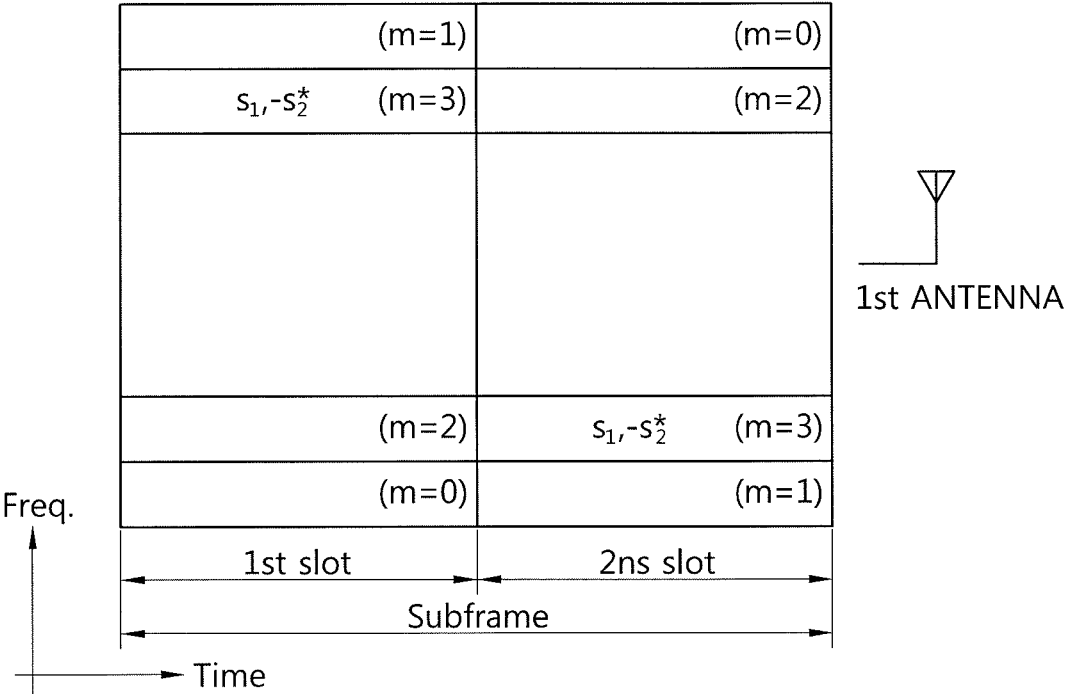 (m=1) (m=0)
s₁,-s₂* (m=3) (m=2)
1st ANTENNA
(m=2) s₁,-s₂* (m=3)
(m=0) (m=1)
Freq.
1st slot 2ns slot
Subframe
Time